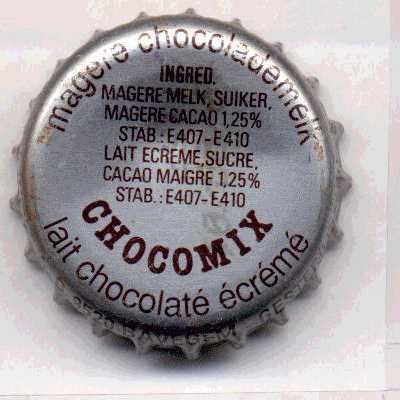 magere chocolademelk
INGRED.
MAGERE MELK, SUIKER,
MAGERE CACAO 1,25%
STAB.: E407-E410
LAIT ECREME, SUCRE,
CACAO MAIGRE 1,25%
STAB.: E407-E410
CHOCOMIX
lait chocolaté écrémé